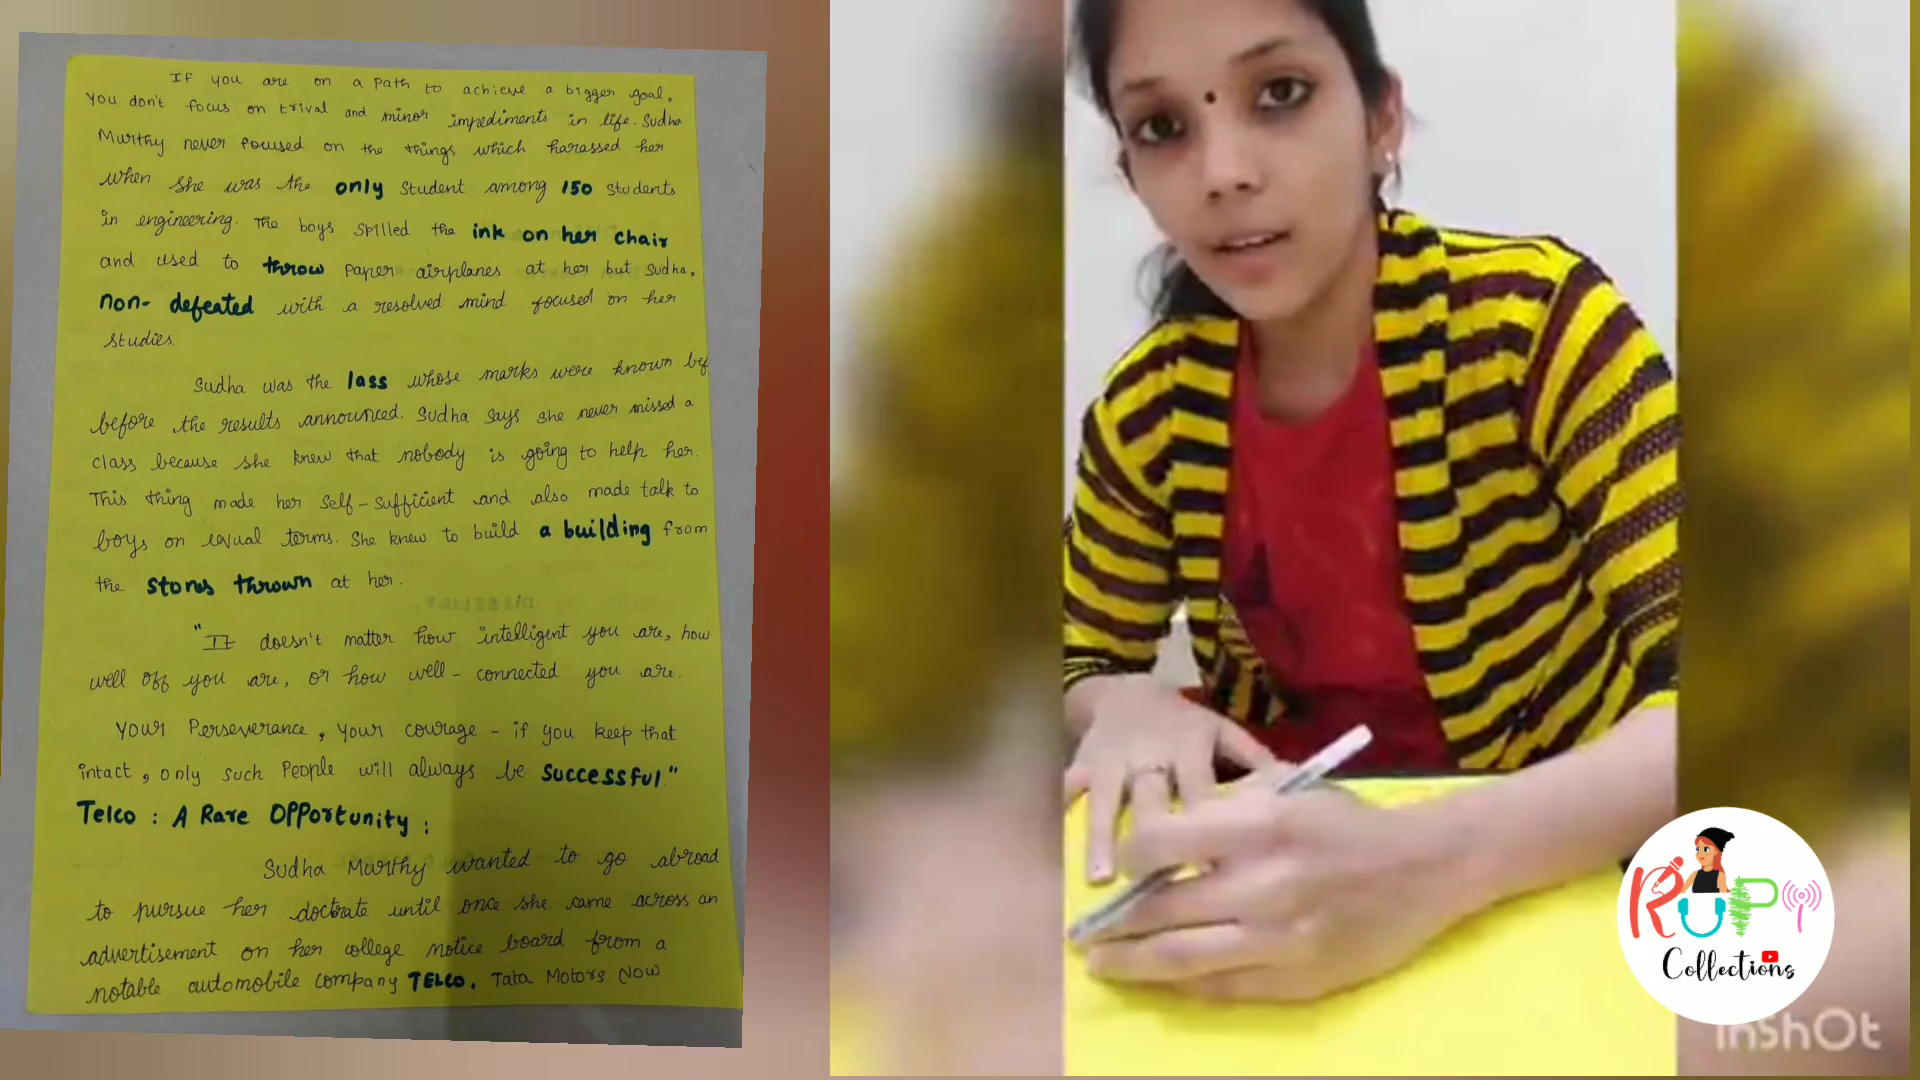 If you are on a path to achieve a bigger goal,
you don't focus on trival and minor impediments in life. Sudha
Murthy never focused on the things which harassed her
when she was the only student among 150 students
in engineering. The boys spilled the ink on her chair
and used to throw paper airplanes at her but Sudha,
non-defeated with a resolved mind focused on her
studies.
Sudha was the lass whose marks were known bef
before the results announced. Sudha says she never missed a
class because she knew that nobody is going to help her.
This thing made her self-sufficient and also made talk to
boys on equal terms. She knew to build a building from
the stones thrown at her.
"It doesn't matter how intelligent you are, how
well off you are, or how well-connected you are.
Your Perseverance, your courage - if you keep that
intact, only such people will always be successful."
Telco : A Rare Opportunity :
Sudha Murthy wanted to go abroad
to pursue her doctrate until once she came across an
advertisement on her college notice board from a
notable automobile company TELCO. Tata Motors Now
RUPA
Collections
InShOt